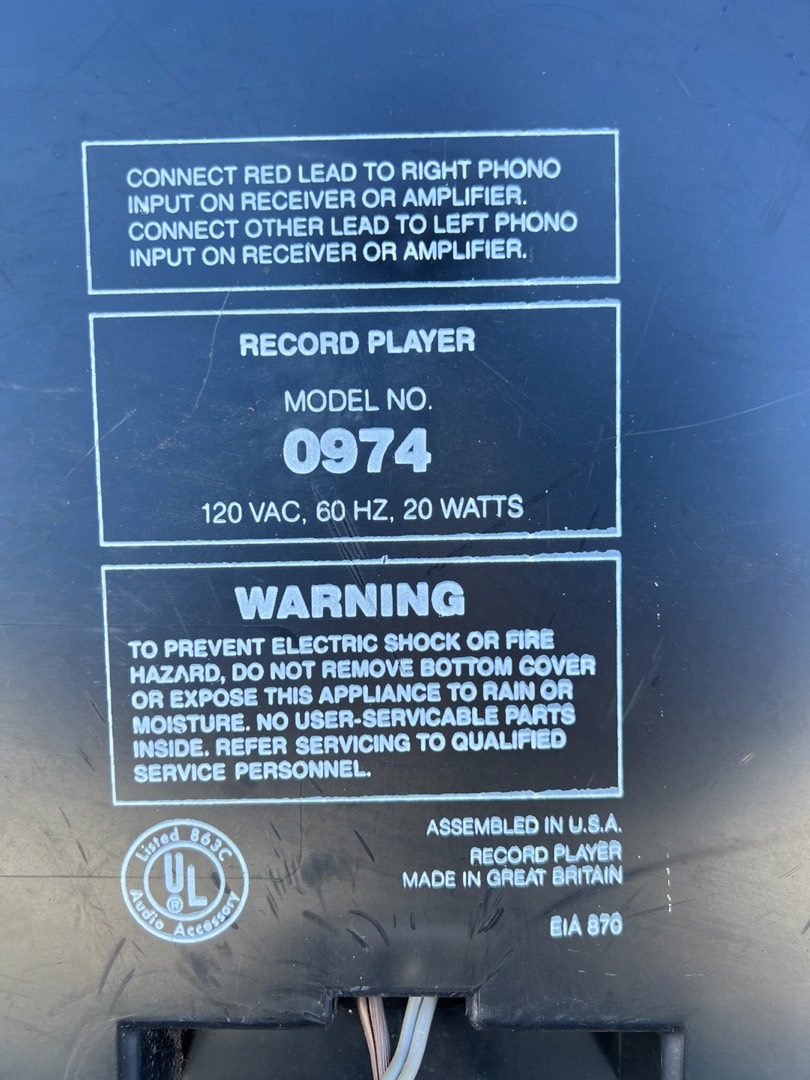 CONNECT RED LEAD TO RIGHT PHONO
INPUT ON RECEIVER OR AMPLIFIER.
CONNECT OTHER LEAD TO LEFT PHONO
INPUT ON RECEIVER OR AMPLIFIER.
RECORD PLAYER
MODEL NO.
0974
120 VAC, 60 HZ, 20 WATTS
WARNING
TO PREVENT ELECTRIC SHOCK OR FIRE
HAZARD, DO NOT REMOVE BOTTOM COVER
OR EXPOSE THIS APPLIANCE TO RAIN OR
MOISTURE. NO USER-SERVICABLE PARTS
INSIDE. REFER SERVICING TO QUALIFIED
SERVICE PERSONNEL.
Listed 863C
UL
®
Audio Accessory
ASSEMBLED IN U.S.A.
RECORD PLAYER
MADE IN GREAT BRITAIN
EIA 870